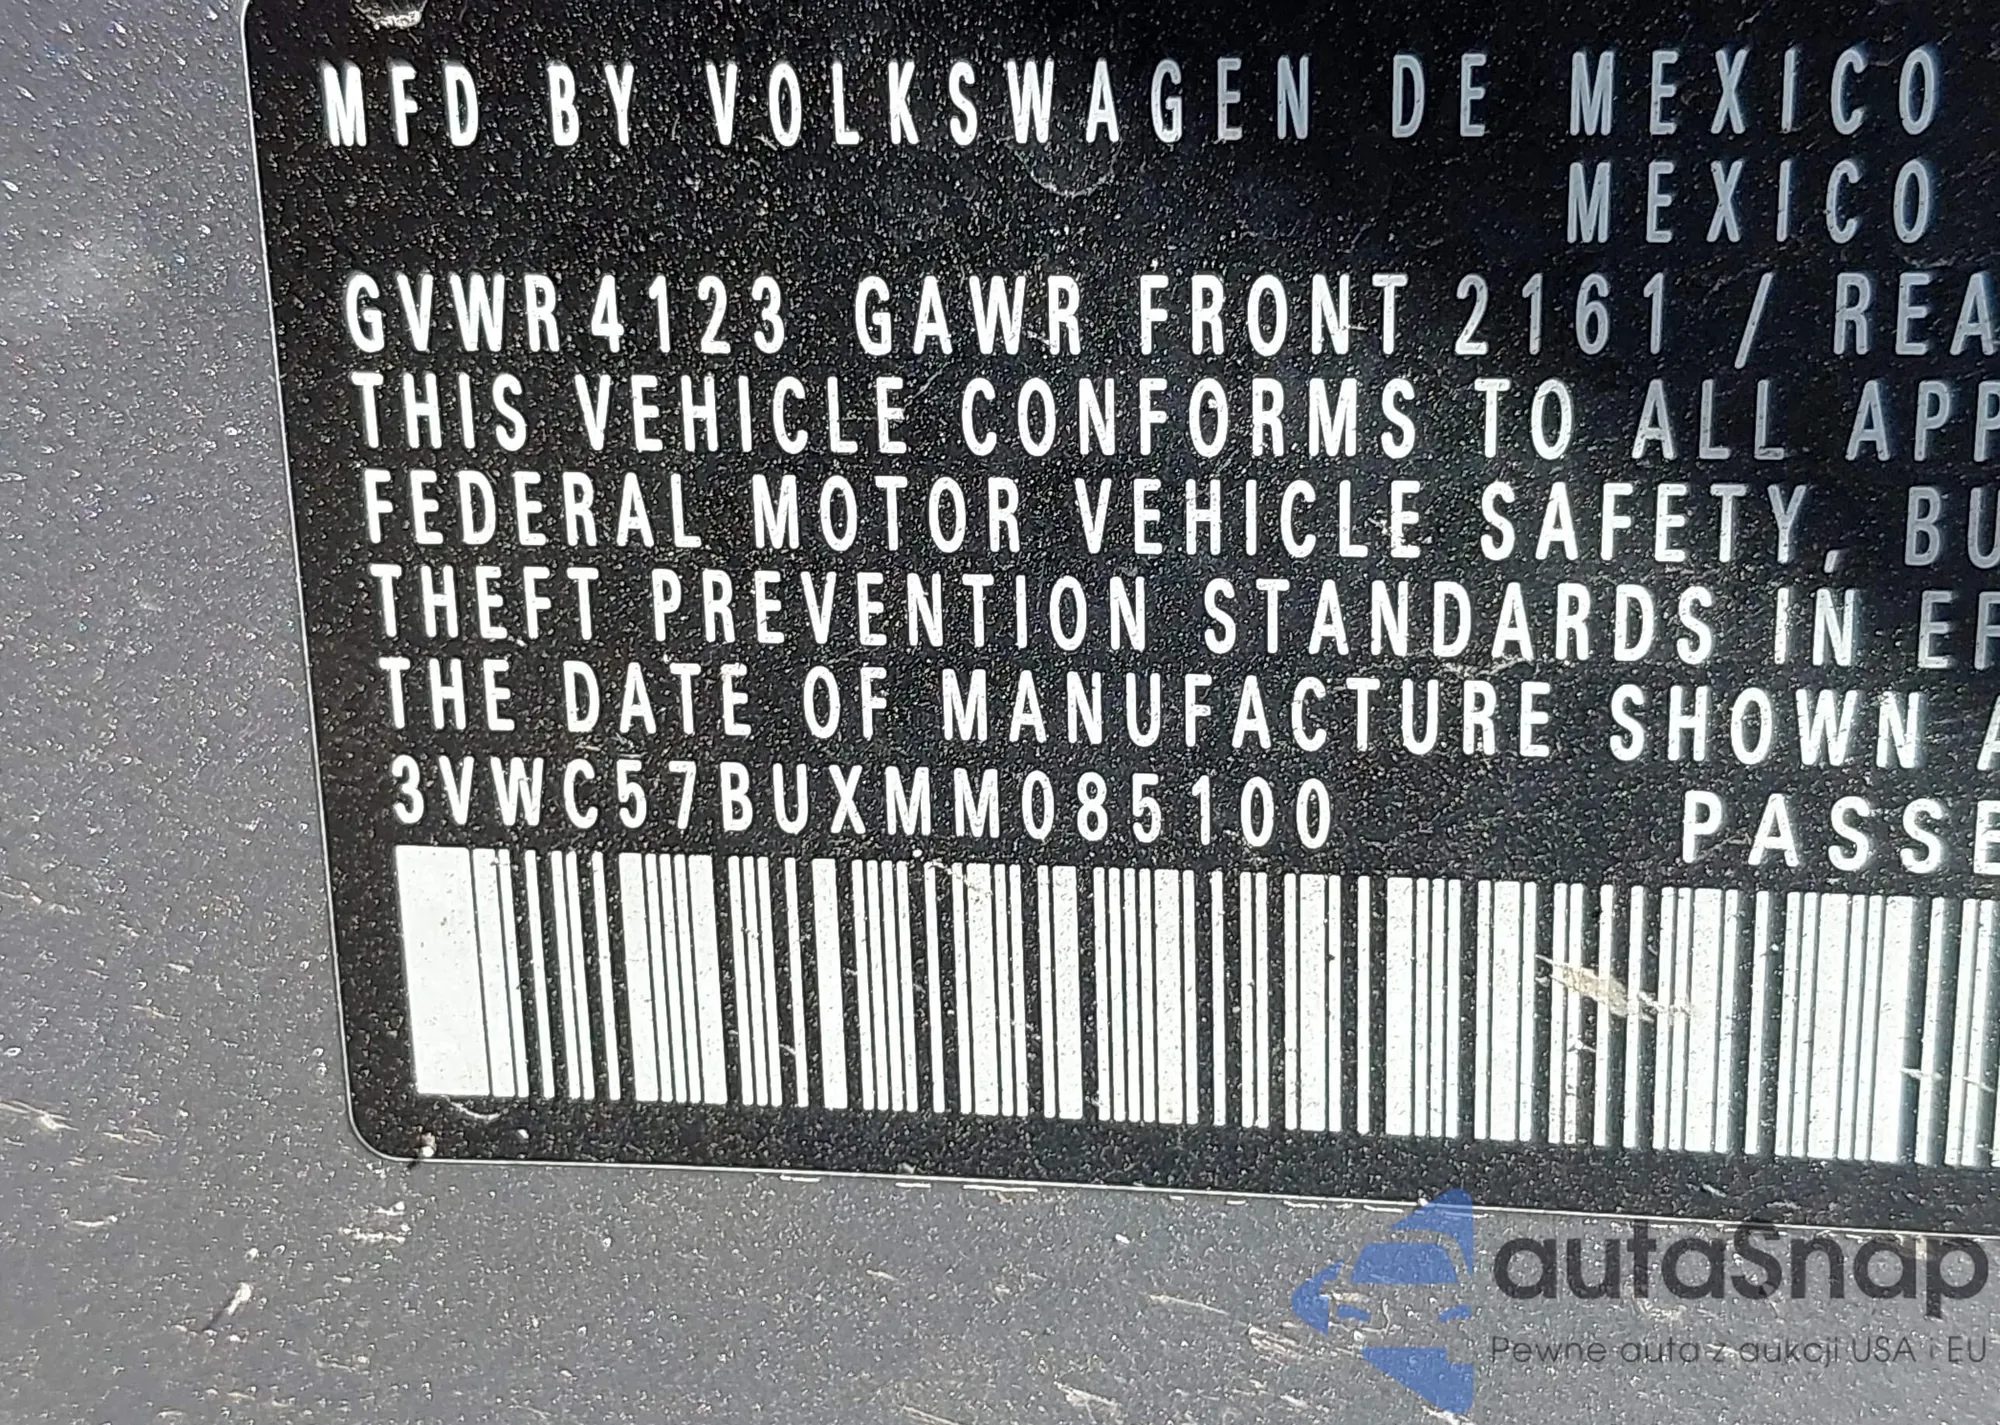 MFD BY VOLKSWAGEN DE MEXICO
MEXICO
GVWR 4123 GAWR FRONT 2161 / REA
THIS VEHICLE CONFORMS TO ALL APP
FEDERAL MOTOR VEHICLE SAFETY, BU
THEFT PREVENTION STANDARDS IN EF
THE DATE OF MANUFACTURE SHOWN A
3VWC57BUXMM085100 PASSE
autaSnap
Pewne auta z aukcji USA i EU